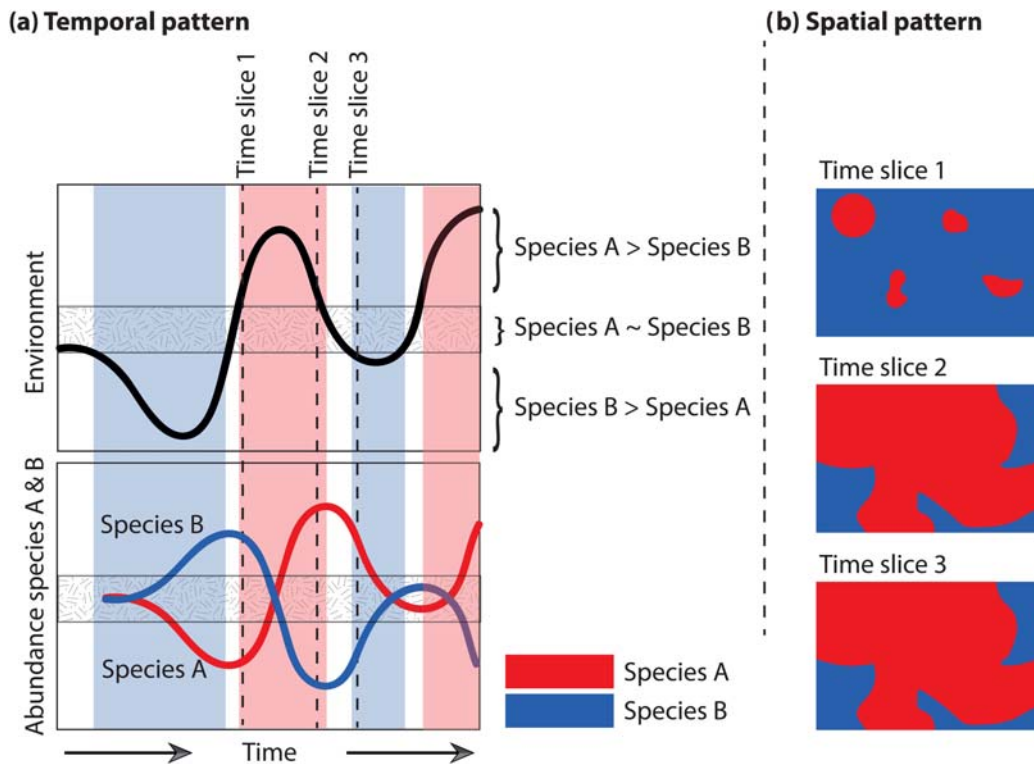 (a) Temporal pattern
(b) Spatial pattern
Time slice 1
Time slice 2
Time slice 3
Environment
Species A > Species B
Species A ~ Species B
Species B > Species A
Abundance species A & B
Species B
Species A
Time
Species A
Species B
Time slice 1
Time slice 2
Time slice 3